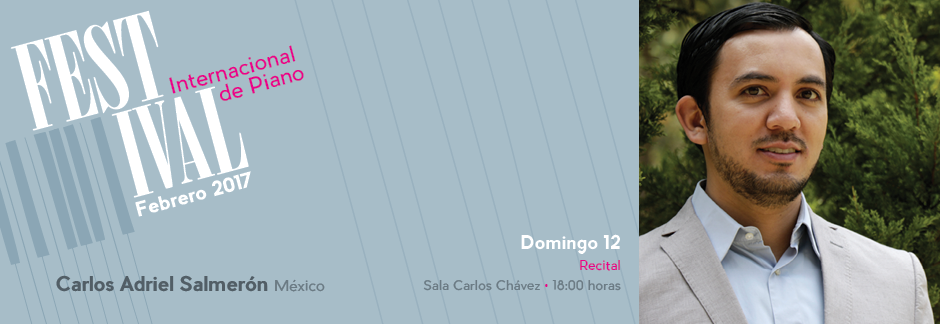 FEST
IVAL
Internacional
de Piano
Febrero 2017
Carlos Adriel Salmerón México
Domingo 12
Recital
Sala Carlos Chávez • 18:00 horas